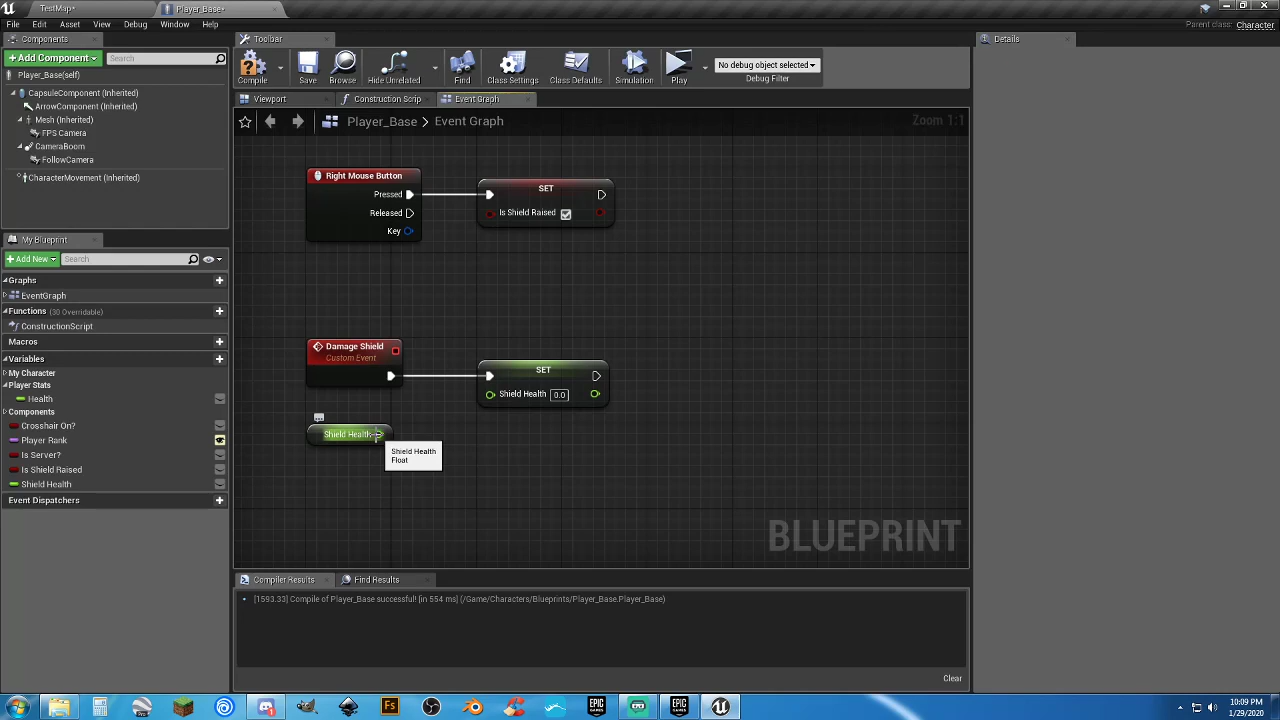 TestMap*
Player_Base*
File Edit Asset View Debug Window Help
Parent class: Character
Components
Add Component
Search
Player_Base(self)
CapsuleComponent (Inherited)
ArrowComponent (Inherited)
Mesh (Inherited)
FPS Camera
CameraBoom
FollowCamera
CharacterMovement (Inherited)
My Blueprint
Add New
Search
Graphs
EventGraph
Functions (30 Overridable)
ConstructionScript
Macros
Variables
My Character
Player Stats
Health
Components
Crosshair On?
Player Rank
Is Server?
Is Shield Raised
Shield Health
Event Dispatchers
Toolbar
Compile
Save
Browse
Hide Unrelated
Find
Class Settings
Class Defaults
Simulation
Play
No debug object selected
Debug Filter
Viewport
Construction Scrip
Event Graph
Player_Base > Event Graph
Zoom 1:1
Right Mouse Button
Pressed
Released
Key
SET
Is Shield Raised
Damage Shield
Custom Event
SET
Shield Health 0.0
Shield Health
Shield Health
Float
BLUEPRINT
Compiler Results
Find Results
[1593.33] Compile of Player_Base successful! [in 554 ms] (/Game/Characters/Blueprints/Player_Base.Player_Base)
Clear
Details
Fs
EPIC
GAMES
EPIC
GAMES
10:09 PM
1/29/2020